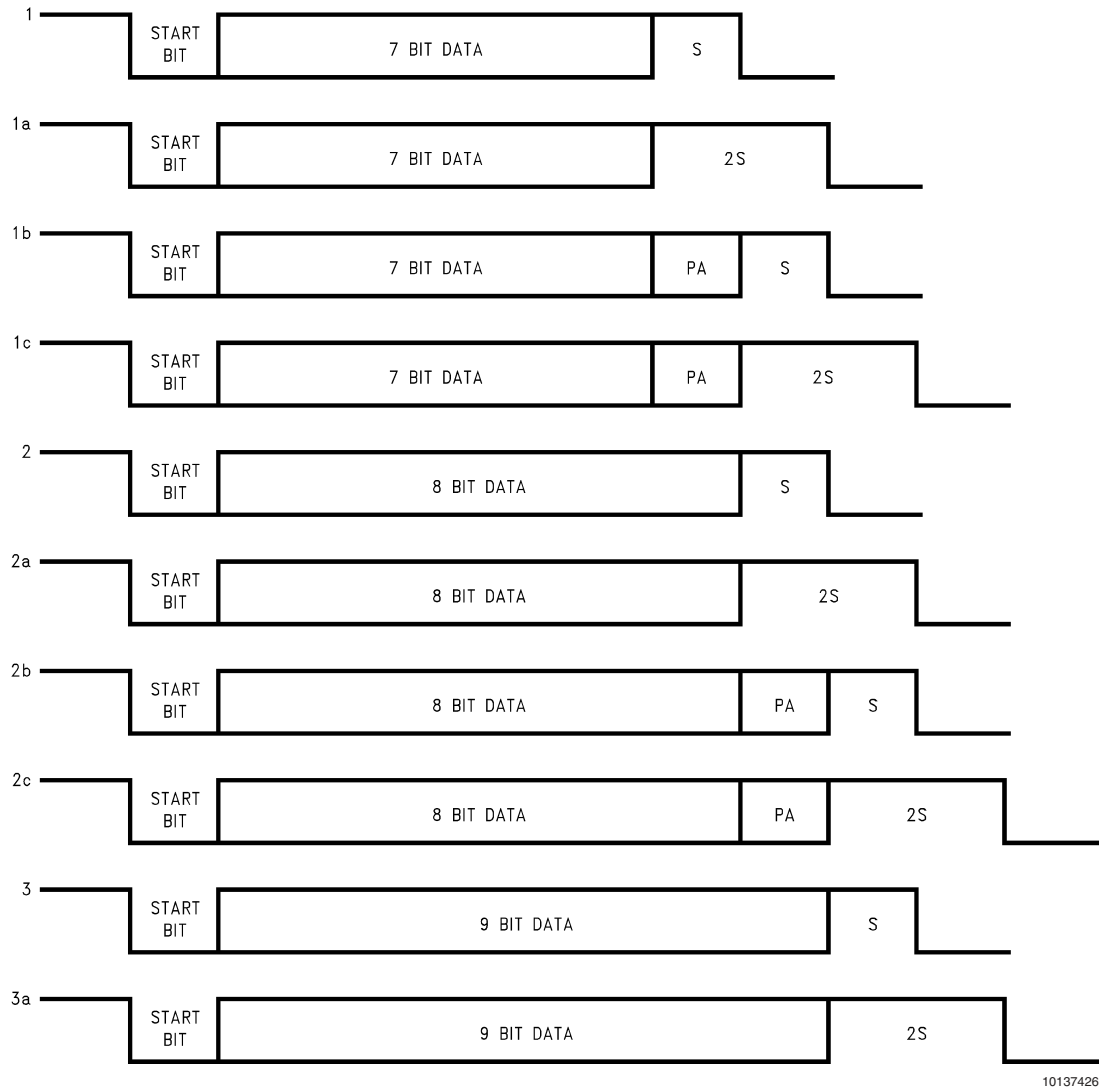 1
START
BIT
7 BIT DATA
S
1a
START
BIT
7 BIT DATA
2S
1b
START
BIT
7 BIT DATA
PA
S
1c
START
BIT
7 BIT DATA
PA
2S
2
START
BIT
8 BIT DATA
S
2a
START
BIT
8 BIT DATA
2S
2b
START
BIT
8 BIT DATA
PA
S
2c
START
BIT
8 BIT DATA
PA
2S
3
START
BIT
9 BIT DATA
S
3a
START
BIT
9 BIT DATA
2S
10137426